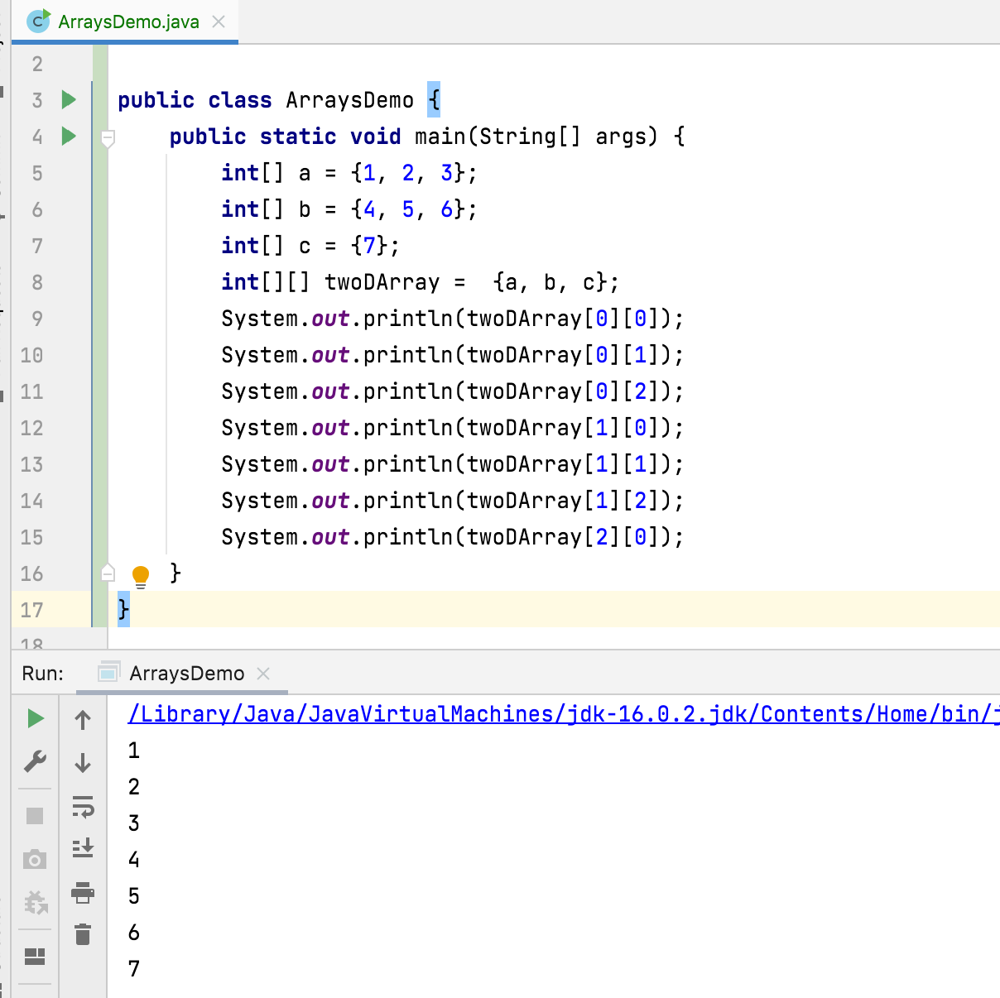 ArraysDemo.java
2
3 public class ArraysDemo {
4 public static void main(String[] args) {
5 int[] a = {1, 2, 3};
6 int[] b = {4, 5, 6};
7 int[] c = {7};
8 int[][] twoDArray =  {a, b, c};
9 System.out.println(twoDArray[0][0]);
10 System.out.println(twoDArray[0][1]);
11 System.out.println(twoDArray[0][2]);
12 System.out.println(twoDArray[1][0]);
13 System.out.println(twoDArray[1][1]);
14 System.out.println(twoDArray[1][2]);
15 System.out.println(twoDArray[2][0]);
16 }
17 }
18
Run: ArraysDemo
/Library/Java/JavaVirtualMachines/jdk-16.0.2.jdk/Contents/Home/bin/j
1
2
3
4
5
6
7